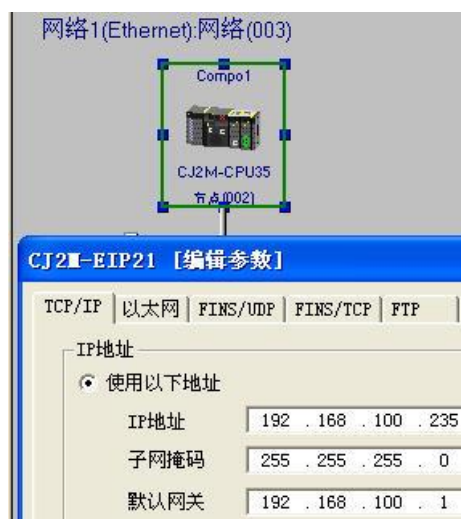 网络1(Ethernet):网络(003)
Compo1
CJ2M-CPU35
节点(002)
CJ2M-EIP21 [编辑参数]
TCP/IP 以太网 FINS/UDP FINS/TCP FTP
IP地址
使用以下地址
IP地址 192 . 168 . 100 . 235
子网掩码 255 . 255 . 255 . 0
默认网关 192 . 168 . 100 . 1